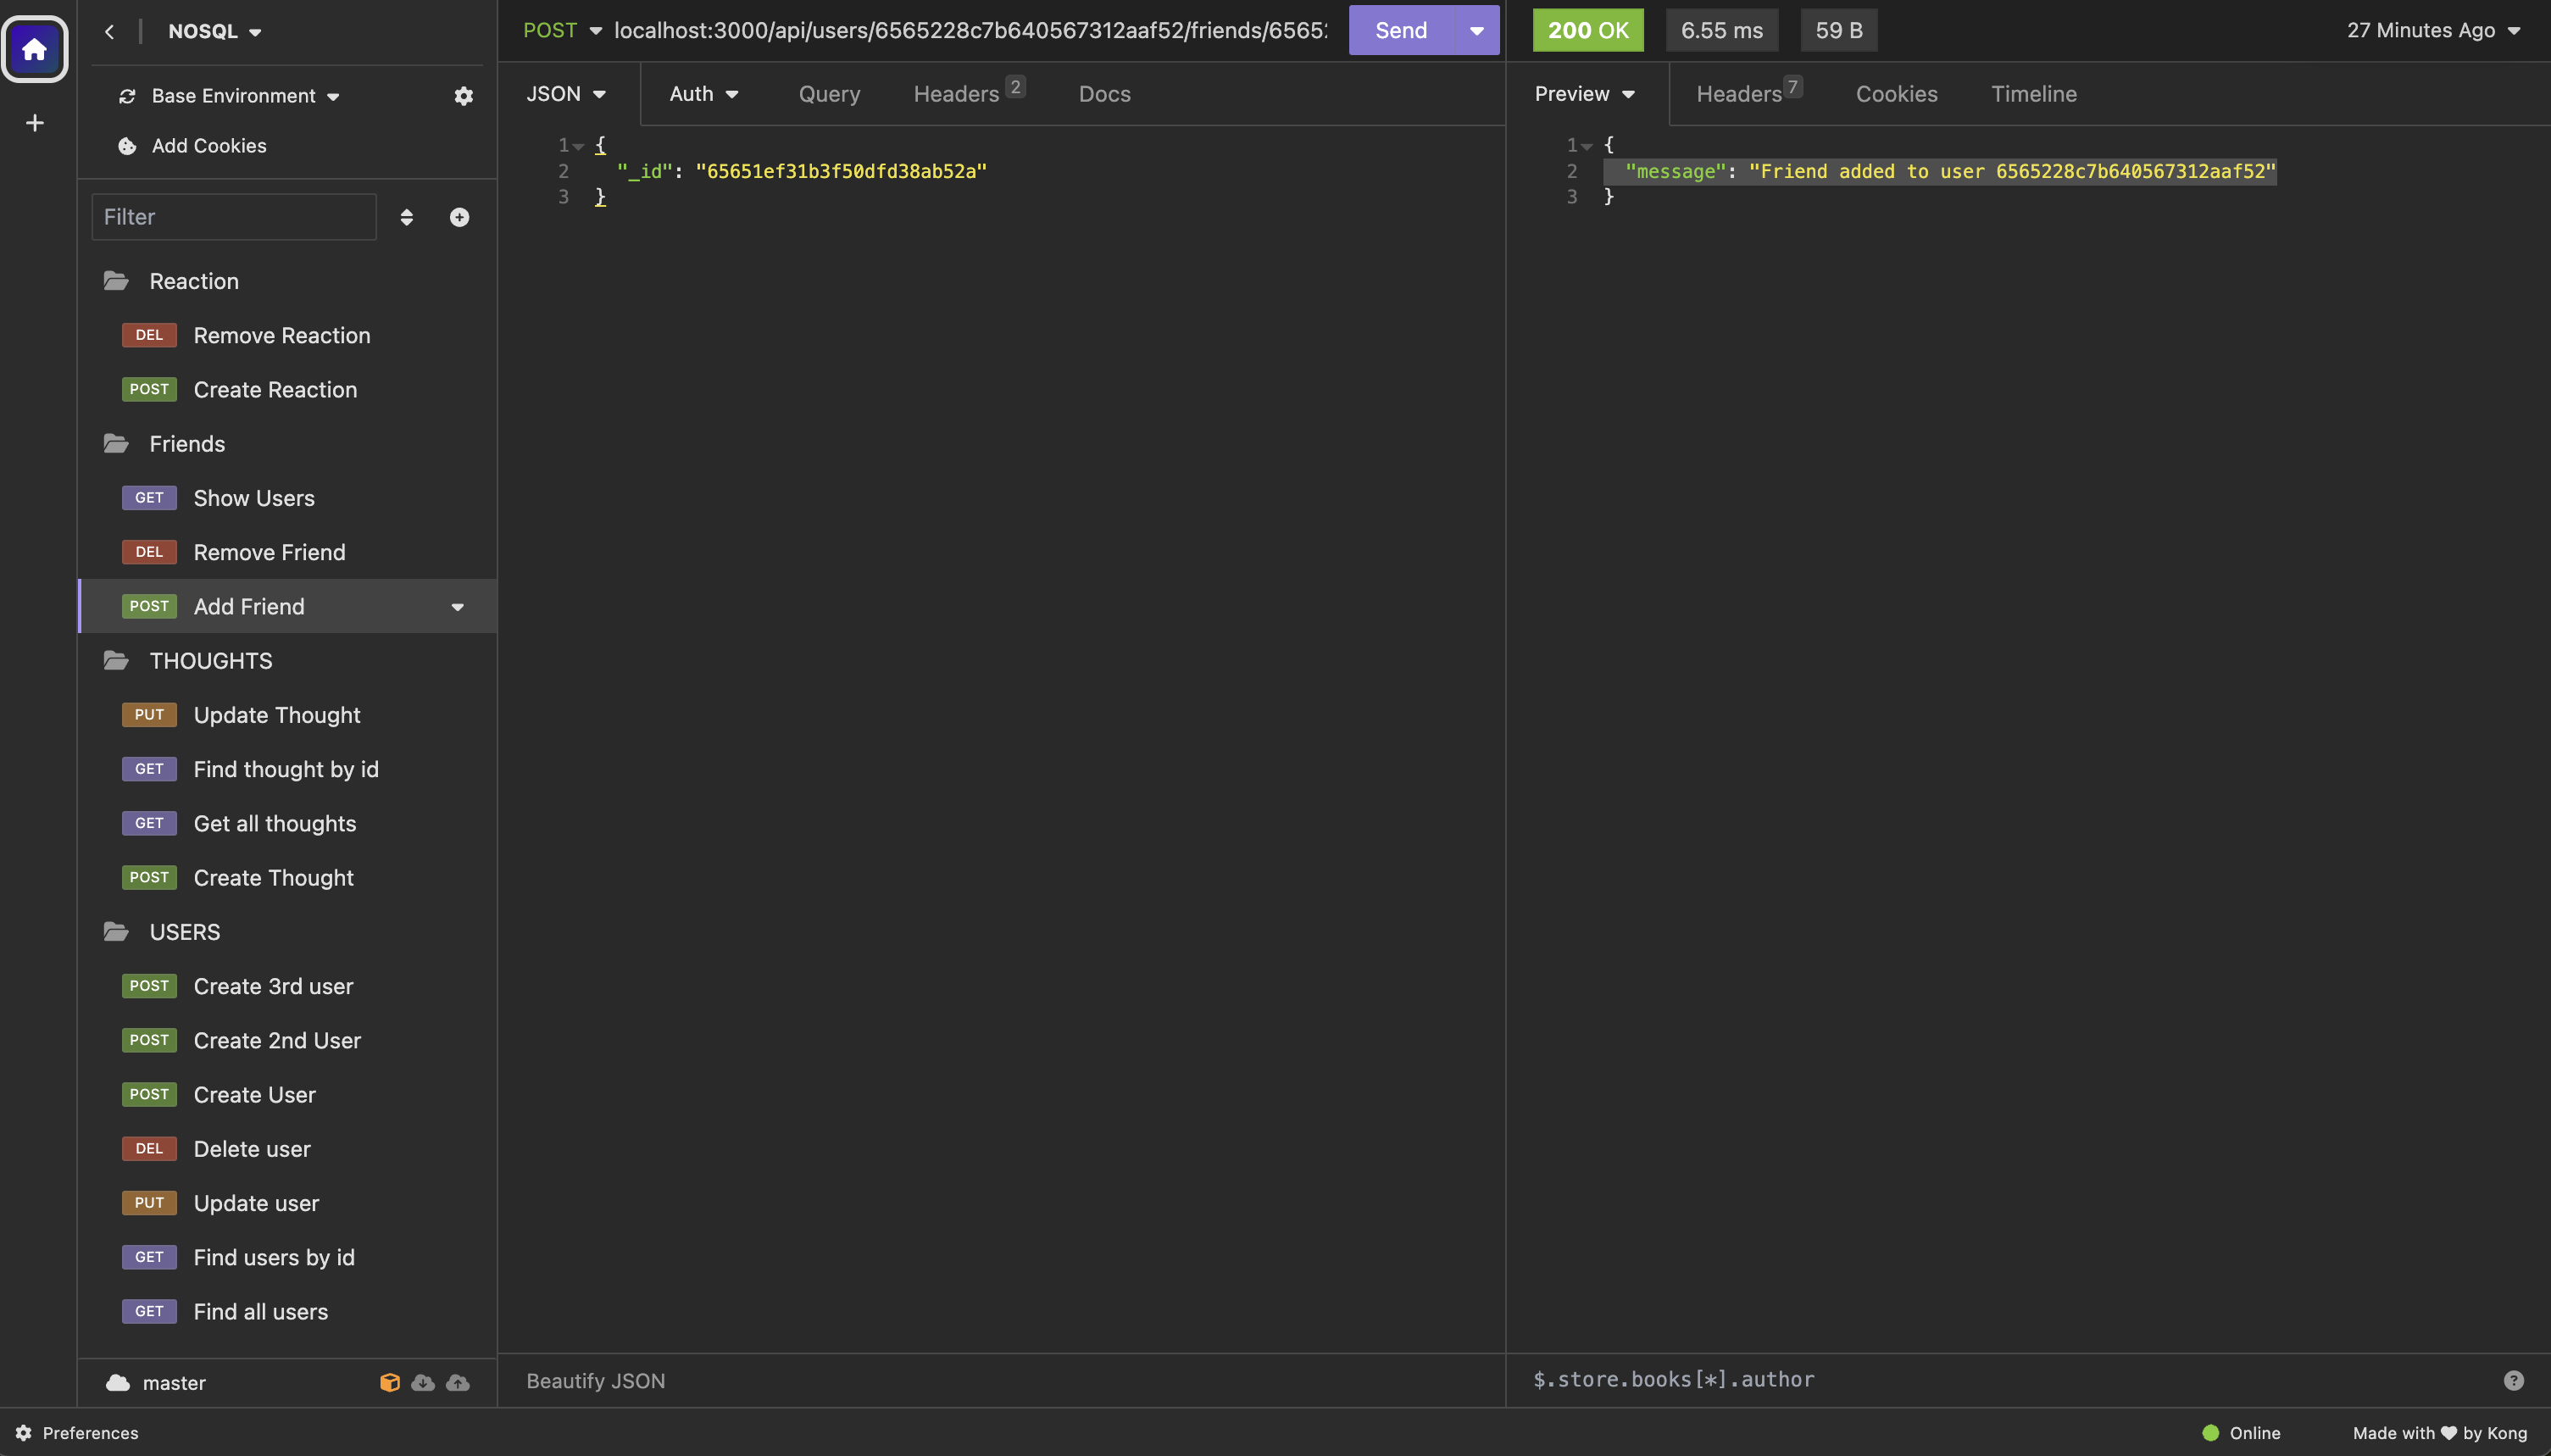 NOSQL
Base Environment
Add Cookies
Filter
Reaction
DEL Remove Reaction
POST Create Reaction
Friends
GET Show Users
DEL Remove Friend
POST Add Friend
THOUGHTS
PUT Update Thought
GET Find thought by id
GET Get all thoughts
POST Create Thought
USERS
POST Create 3rd user
POST Create 2nd User
POST Create User
DEL Delete user
PUT Update user
GET Find users by id
GET Find all users
master
POST localhost:3000/api/users/6565228c7b640567312aaf52/friends/6565 Send
JSON Auth Query Headers 2 Docs
1 {
2 "_id": "65651ef31b3f50dfd38ab52a"
3 }
Beautify JSON
200 OK 6.55 ms 59 B 27 Minutes Ago
Preview Headers 7 Cookies Timeline
1 {
2 "message": "Friend added to user 6565228c7b640567312aaf52"
3 }
$.store.books[*].author
Preferences
Online Made with ❤ by Kong